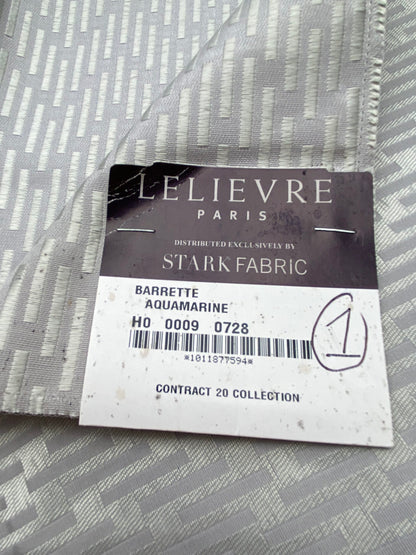 LELIEVRE
PARIS
DISTRIBUTED EXCLUSIVELY BY
STARK FABRIC
BARRETTE
AQUAMARINE
H0 0009 0728
*1011877594*
1
CONTRACT 20 COLLECTION